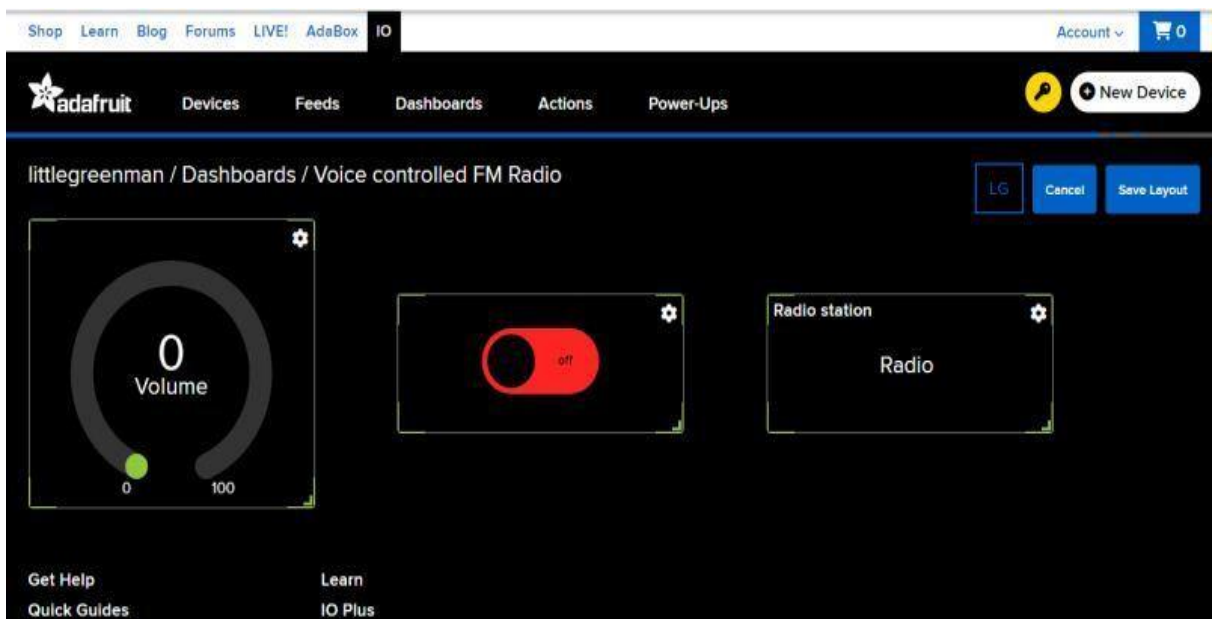 Shop Learn Blog Forums LIVE! AdaBox IO Account 0
adafruit Devices Feeds Dashboards Actions Power-Ups New Device
littlegreenman / Dashboards / Voice controlled FM Radio LG Cancel Save Layout
0
Volume
0 100
off
Radio station
Radio
Get Help Learn
Quick Guides IO Plus